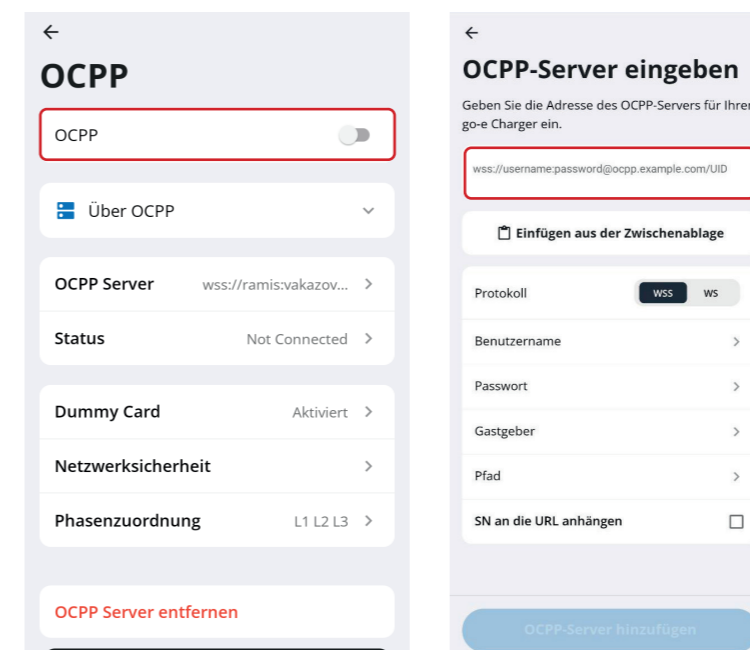 OCPP
OCPP
Über OCPP
OCPP Server wss://ramis:vakazov...
Status Not Connected
Dummy Card Aktiviert
Netzwerksicherheit
Phasenzuordnung L1 L2 L3
OCPP Server entfernen
OCPP-Server eingeben
Geben Sie die Adresse des OCPP-Servers für Ihren
go-e Charger ein.
wss://username:password@ocpp.example.com/UID
Einfügen aus der Zwischenablage
Protokoll wss ws
Benutzername
Passwort
Gastgeber
Pfad
SN an die URL anhängen
OCPP-Server hinzufügen